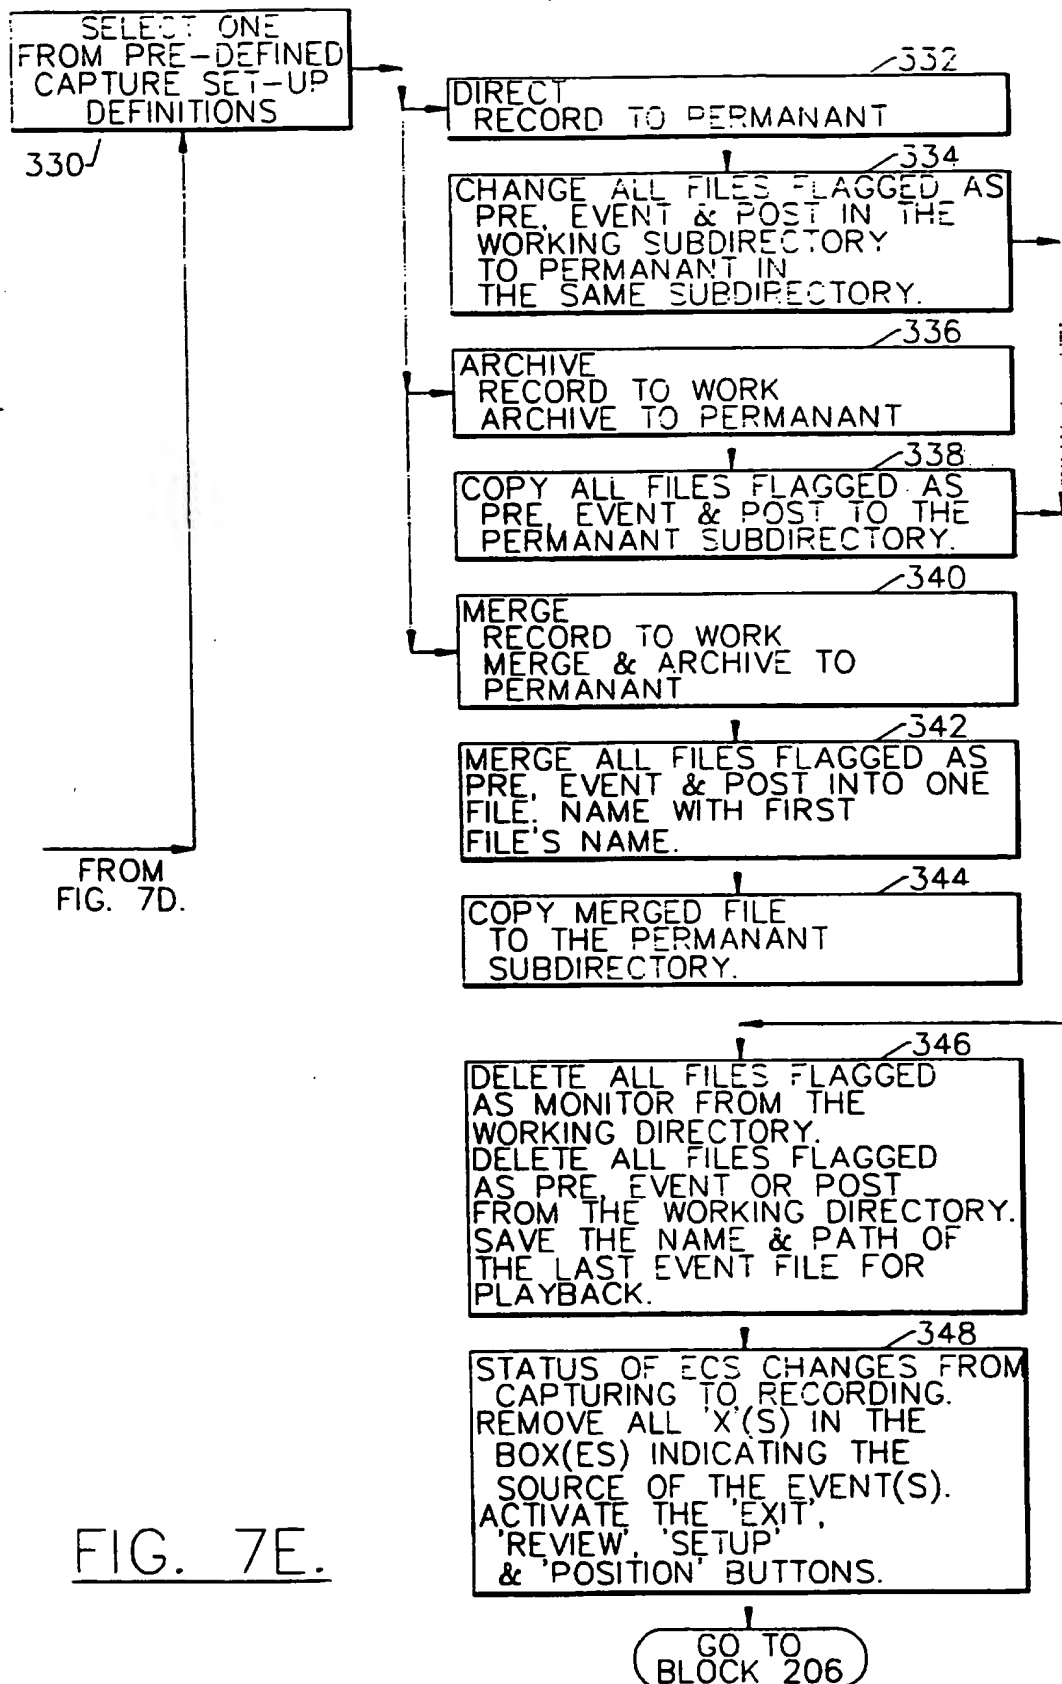 SELECT ONE
FROM PRE-DEFINED
CAPTURE SET-UP
DEFINITIONS
330
332
DIRECT
RECORD TO PERMANANT
334
CHANGE ALL FILES FLAGGED AS
PRE, EVENT & POST IN THE
WORKING SUBDIRECTORY
TO PERMANANT IN
THE SAME SUBDIRECTORY.
336
ARCHIVE
RECORD TO WORK
ARCHIVE TO PERMANANT
338
COPY ALL FILES FLAGGED AS
PRE, EVENT & POST TO THE
PERMANANT SUBDIRECTORY.
340
MERGE
RECORD TO WORK
MERGE & ARCHIVE TO
PERMANANT
342
MERGE ALL FILES FLAGGED AS
PRE, EVENT & POST INTO ONE
FILE. NAME WITH FIRST
FILE'S NAME.
FROM
FIG. 7D.
344
COPY MERGED FILE
TO THE PERMANANT
SUBDIRECTORY.
346
DELETE ALL FILES FLAGGED
AS MONITOR FROM THE
WORKING DIRECTORY.
DELETE ALL FILES FLAGGED
AS PRE, EVENT OR POST
FROM THE WORKING DIRECTORY.
SAVE THE NAME & PATH OF
THE LAST EVENT FILE FOR
PLAYBACK.
348
STATUS OF ECS CHANGES FROM
CAPTURING TO RECORDING.
REMOVE ALL 'X'(S) IN THE
BOX(ES) INDICATING THE
SOURCE OF THE EVENT(S).
ACTIVATE THE 'EXIT',
'REVIEW', 'SETUP'
& 'POSITION' BUTTONS.
FIG. 7E.
GO TO
BLOCK 206